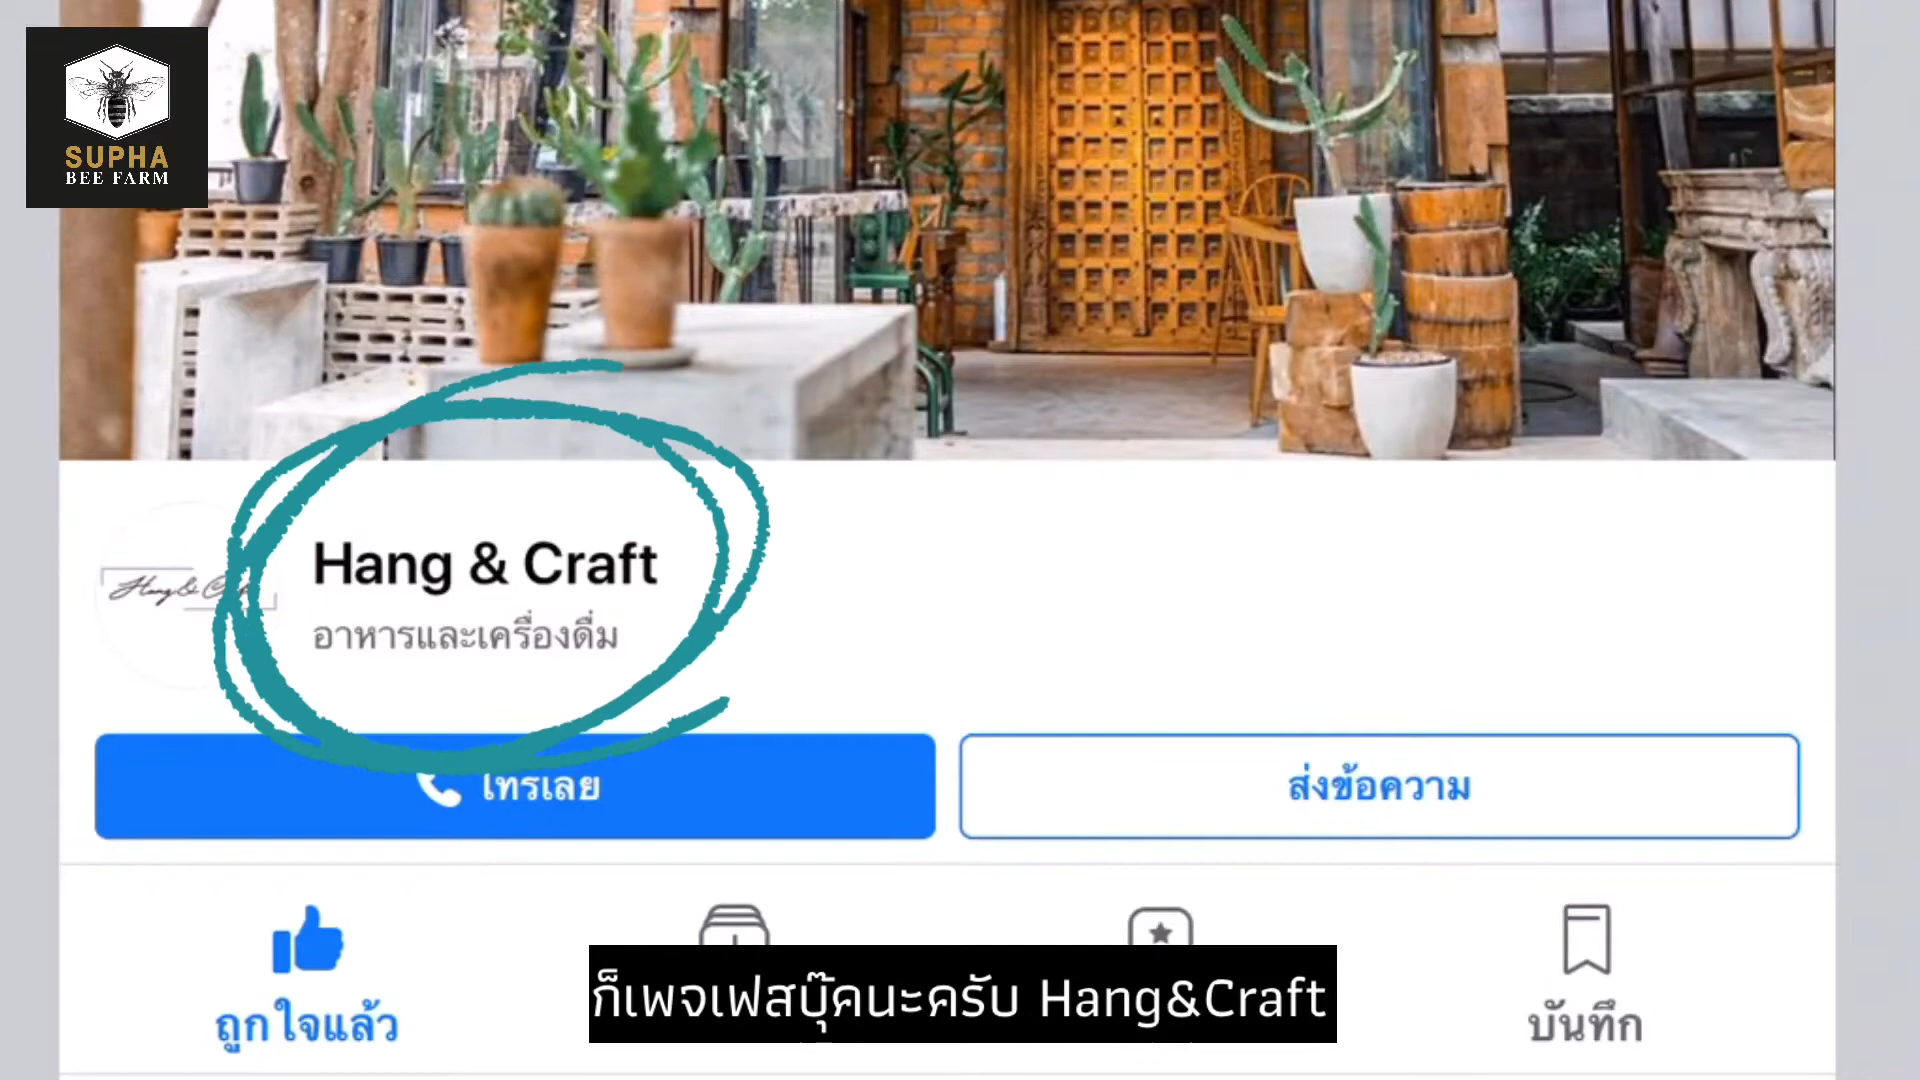 SUPHA
BEE FARM
Hang & Craft
Hang & Craft
อาหารและเครื่องดื่ม
โทรเลย
ส่งข้อความ
ถูกใจแล้ว
บันทึก
ก็เพจเฟสบุ๊คนะครับ Hang&Craft